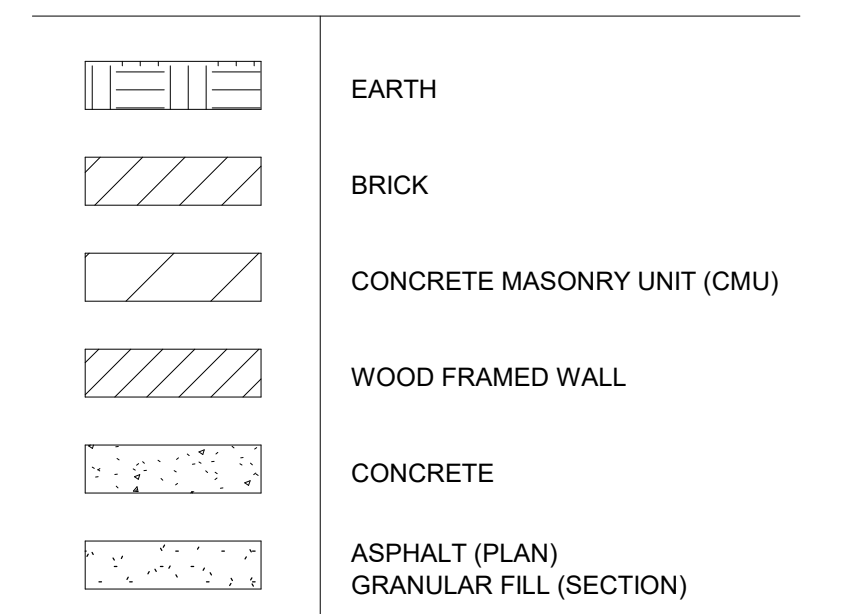 EARTH
BRICK
CONCRETE MASONRY UNIT (CMU)
WOOD FRAMED WALL
CONCRETE
ASPHALT (PLAN)
GRANULAR FILL (SECTION)